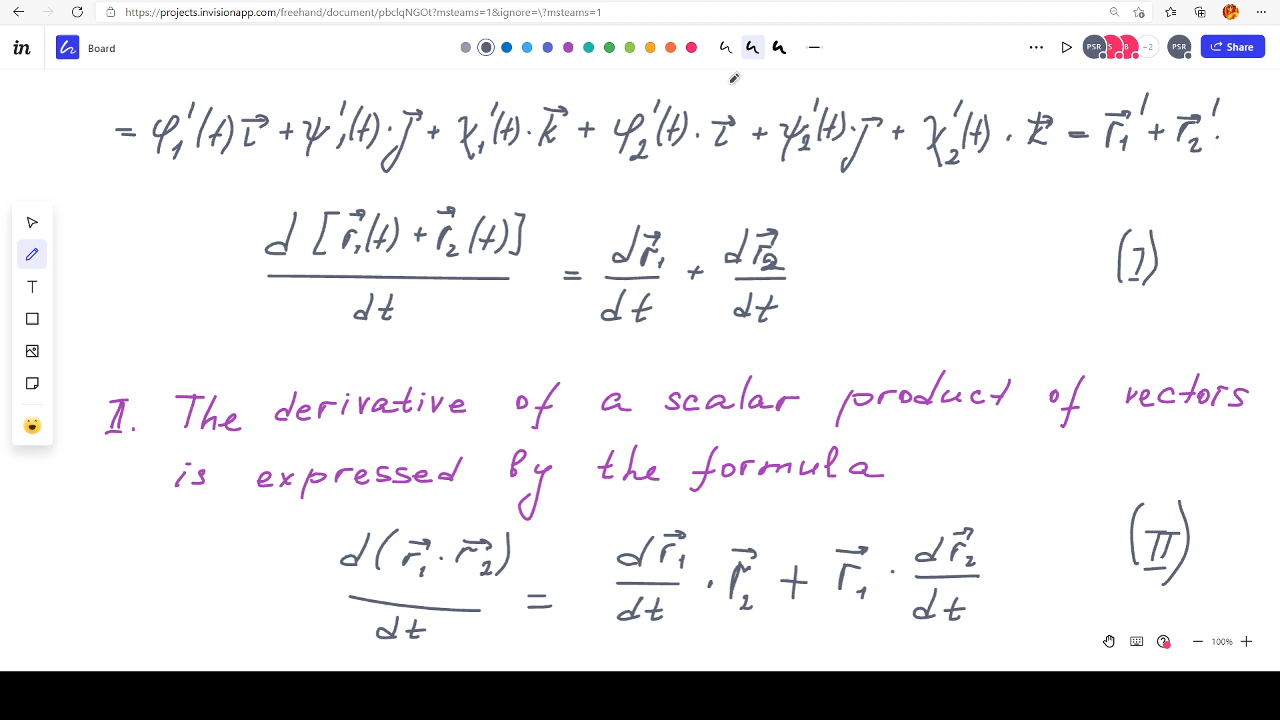 https://projects.invisionapp.com/freehand/document/pbclqNGOt?msteams=1&ignore=\?msteams=1
in Board PSR S B +2 PSR Share
= φ₁'(t) i⃗ + ψ₁'(t)·j⃗ + χ₁'(t)·k⃗ + φ₂'(t)·i⃗ + ψ₂'(t)·j⃗ + χ₂'(t)·k⃗ = r⃗₁' + r⃗₂'.
d[r⃗₁(t) + r⃗₂(t)]/dt = dr⃗₁/dt + dr⃗₂/dt (I)
T
II. The derivative of a scalar product of vectors
is expressed by the formula
d(r⃗₁·r⃗₂)/dt = dr⃗₁/dt · r⃗₂ + r⃗₁ · dr⃗₂/dt (II)
100%